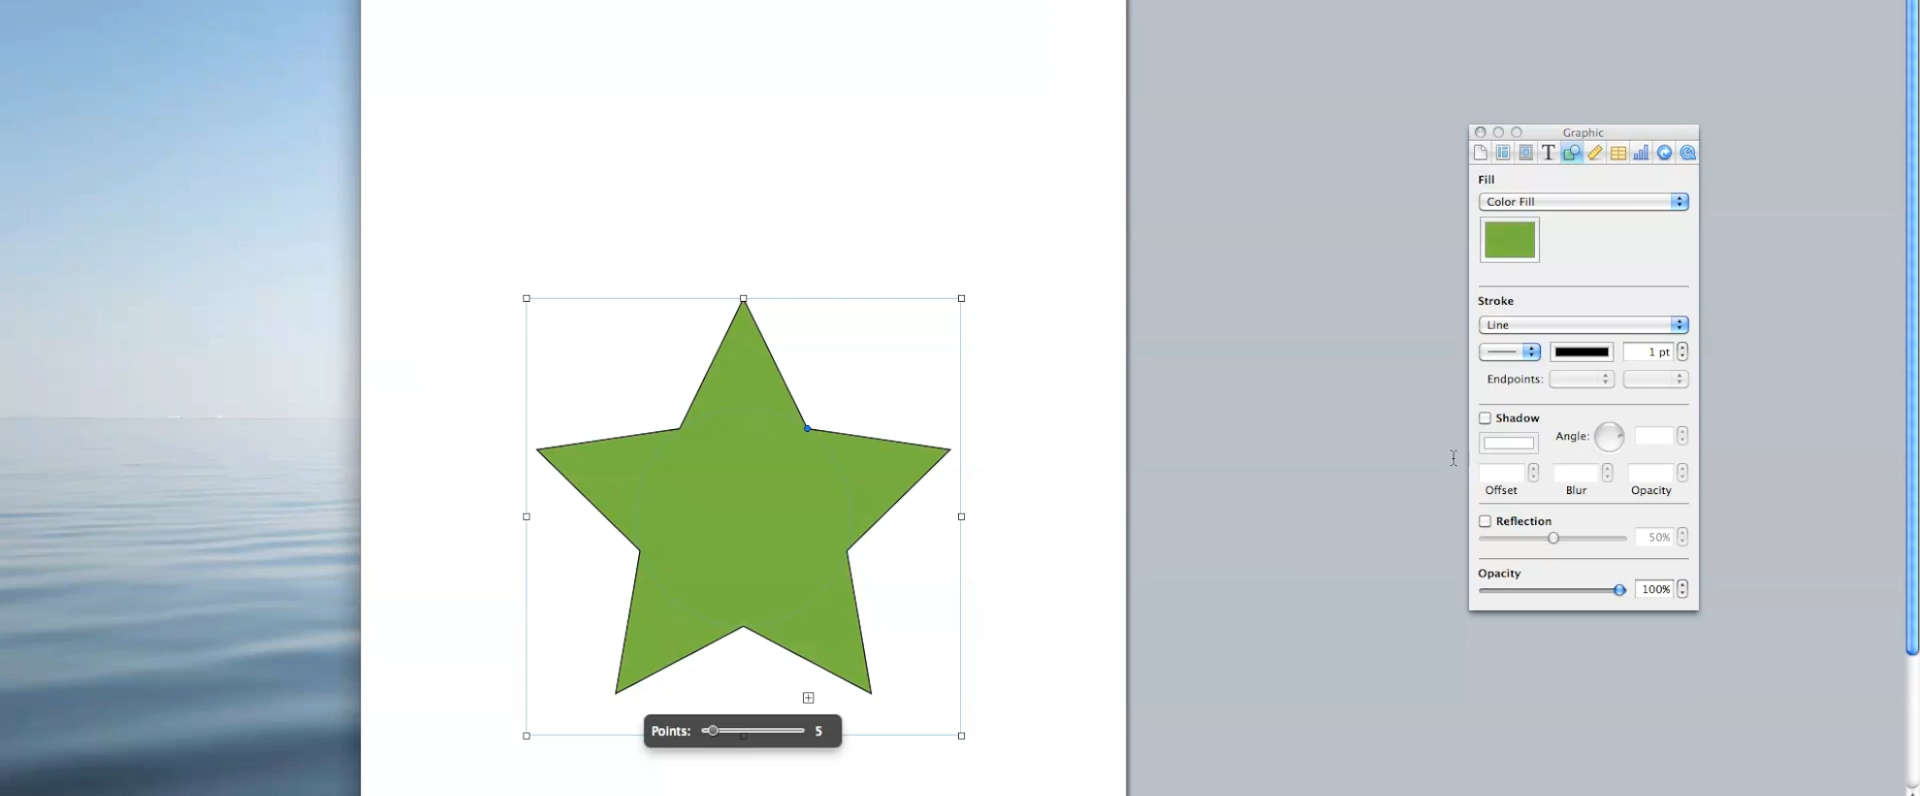 Graphic
T
Fill
Color Fill
Stroke
Line
1 pt
Endpoints:
Shadow
Angle:
Offset Blur Opacity
Reflection
50%
Opacity
100%
Points: 5